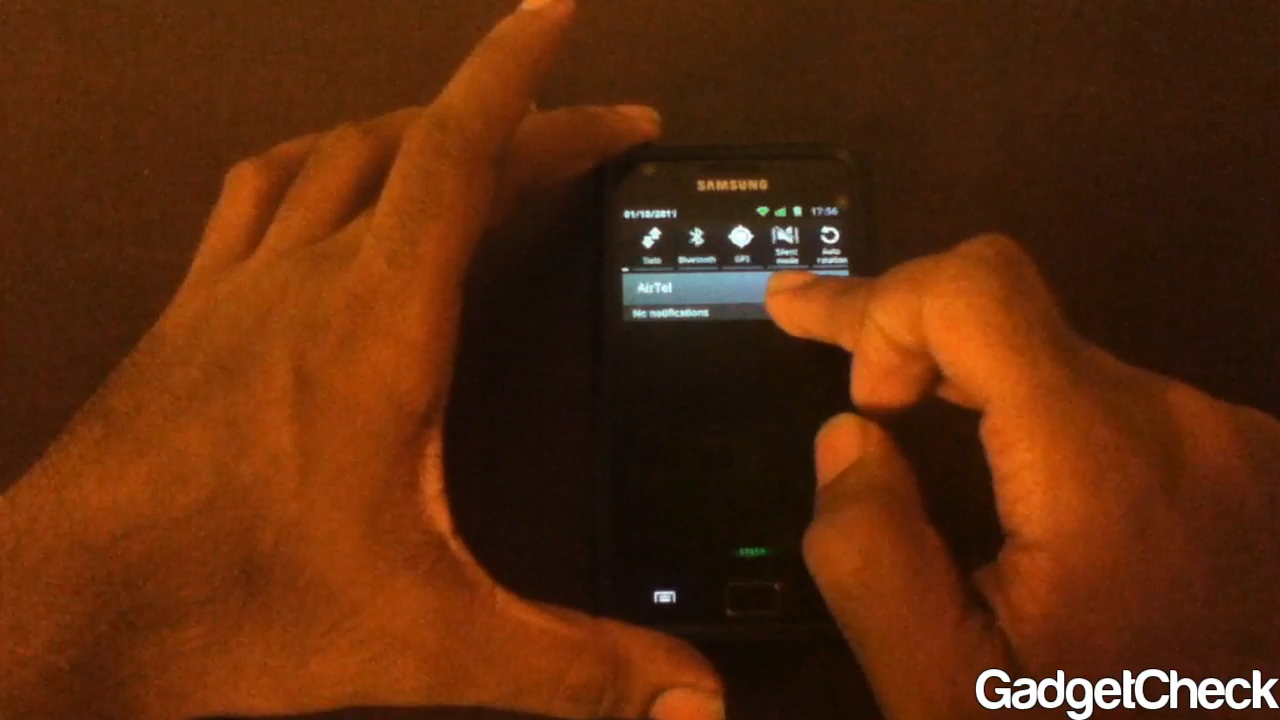 SAMSUNG
01/10/2011 17:56
Data Bluetooth GPS Silent mode Auto rotation
AirTel
No notifications
GadgetCheck